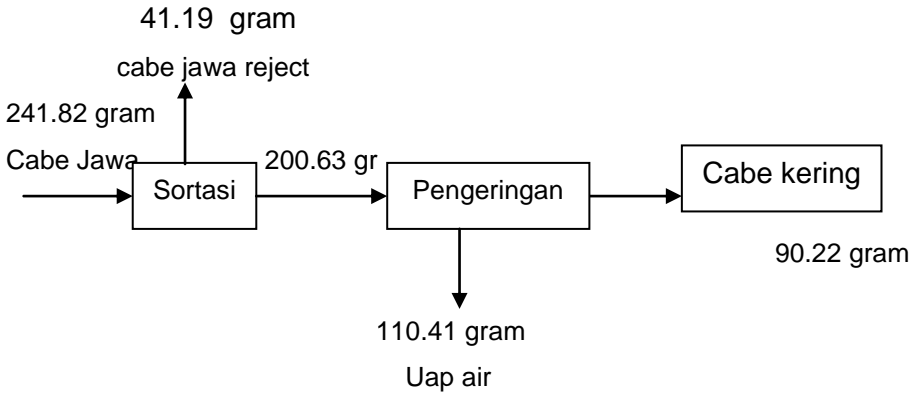 41.19 gram
cabe jawa reject
241.82 gram
Cabe Jawa
Sortasi
200.63 gr
Pengeringan
Cabe kering
90.22 gram
110.41 gram
Uap air